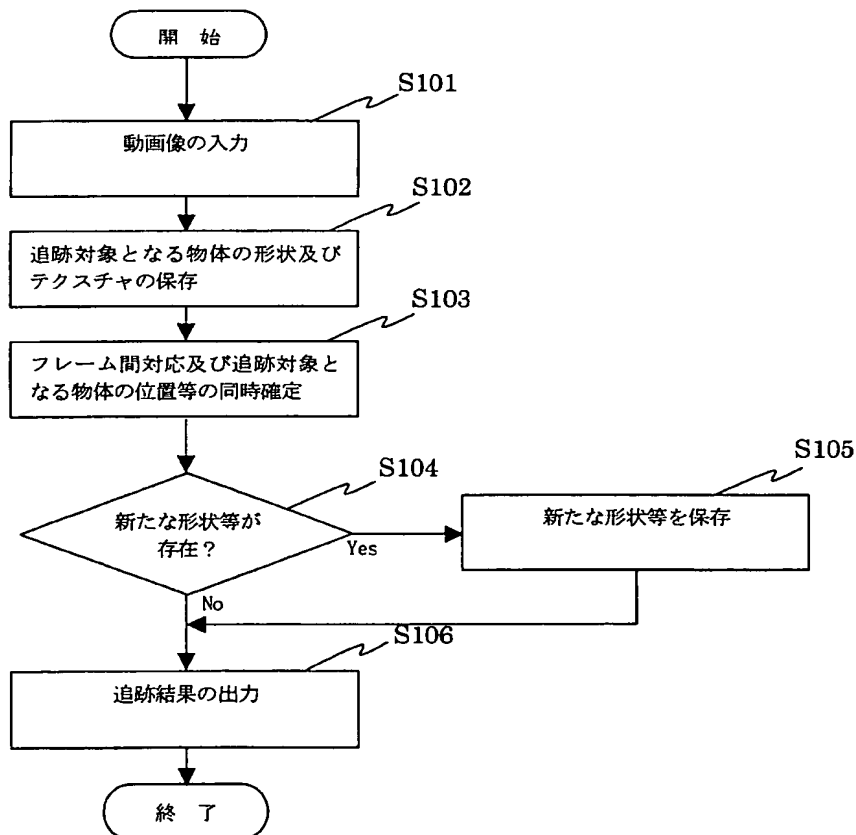 開 始
S101
動画像の入力
S102
追跡対象となる物体の形状及び
テクスチャの保存
S103
フレーム間対応及び追跡対象と
なる物体の位置等の同時確定
S104
新たな形状等が
存在？
Yes
S105
新たな形状等を保存
No
S106
追跡結果の出力
終 了